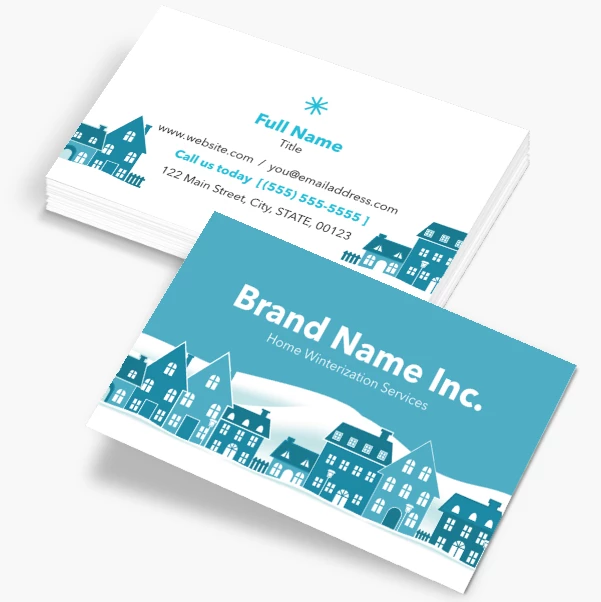 Full Name
Title
www.website.com / you@emailaddress.com
Call us today [(555) 555-5555 ]
122 Main Street, City, STATE, 00123
Brand Name Inc.
Home Winterization Services